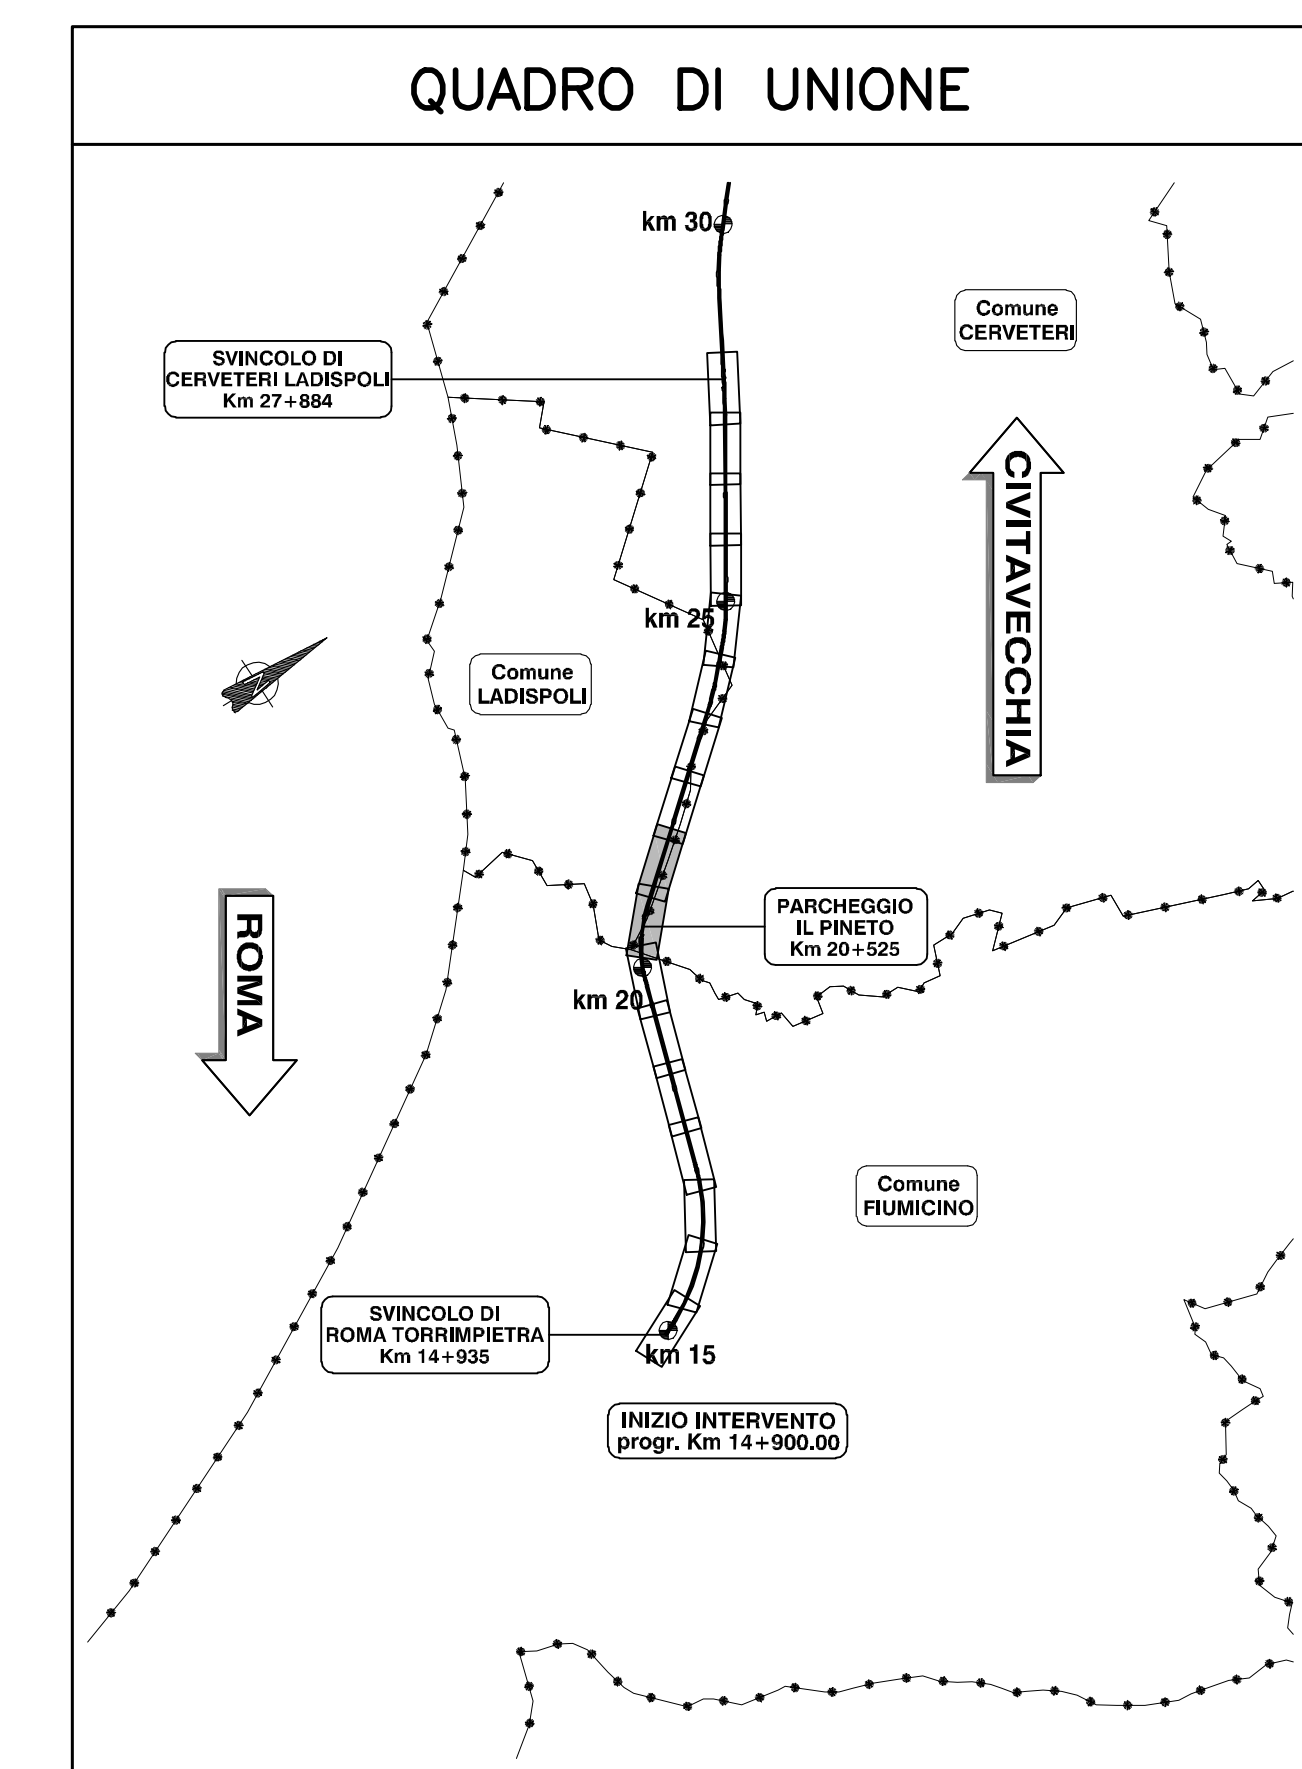 QUADRO DI UNIONE
km 30
Comune
CERVETERI
SVINCOLO DI
CERVETERI LADISPOLI
Km 27+884
CIVITAVECCHIA
km 25
Comune
LADISPOLI
Z
ROMA
PARCHEGGIO
IL PINETO
Km 20+525
km 20
Comune
FIUMICINO
SVINCOLO DI
ROMA TORRIMPIETRA
Km 14+935
km 15
INIZIO INTERVENTO
progr. Km 14+900.00